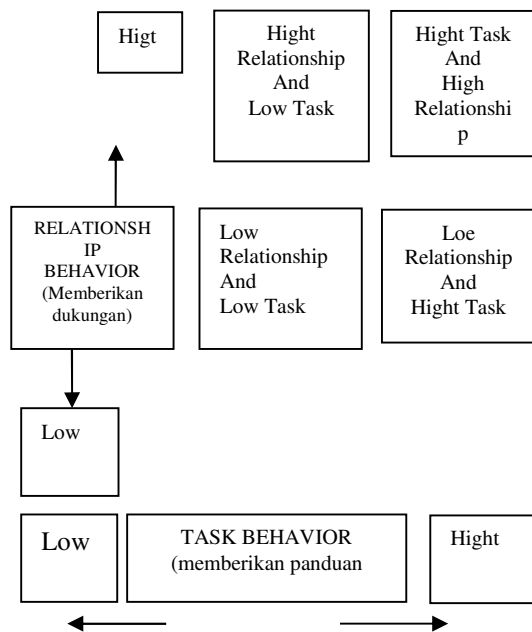 Higt
Hight
Relationship
And
Low Task
Hight Task
And
High
Relationshi
p
RELATIONSH
IP
BEHAVIOR
(Memberikan
dukungan)
Low
Relationship
And
Low Task
Loe
Relationship
And
Hight Task
Low
Low
TASK BEHAVIOR
(memberikan panduan
Hight